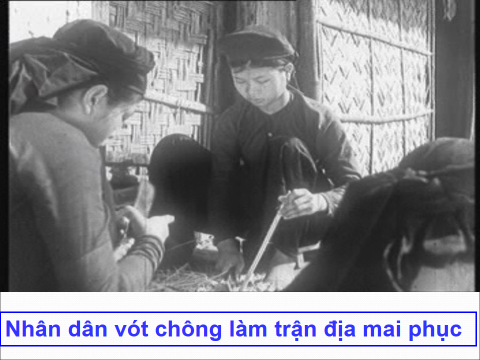 Nhân dân vót chông làm trận địa mai phục